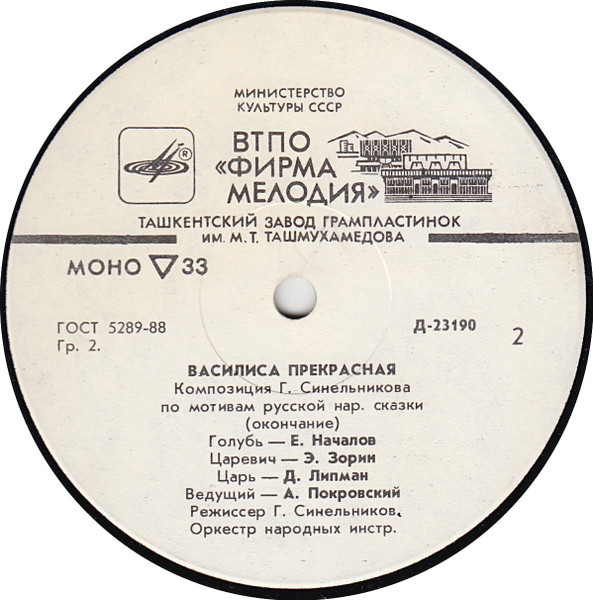 МИНИСТЕРСТВО
КУЛЬТУРЫ СССР
ВТПО
«ФИРМА
МЕЛОДИЯ»
®
ТАШКЕНТСКИЙ ЗАВОД ГРАМПЛАСТИНОК
ИМ. М. Т. ТАШМУХАМЕДОВА
МОНО ▽ 33
ГОСТ 5289-88
Гр. 2.
Д-23190
2
ВАСИЛИСА ПРЕКРАСНАЯ
Композиция Г. Синельникова
по мотивам русской нар. сказки
(окончание)
Голубь — Е. Началов
Царевич — Э. Зорин
Царь — Д. Липман
Ведущий — А. Покровский
Режиссер Г. Синельников.
Оркестр народных инстр.